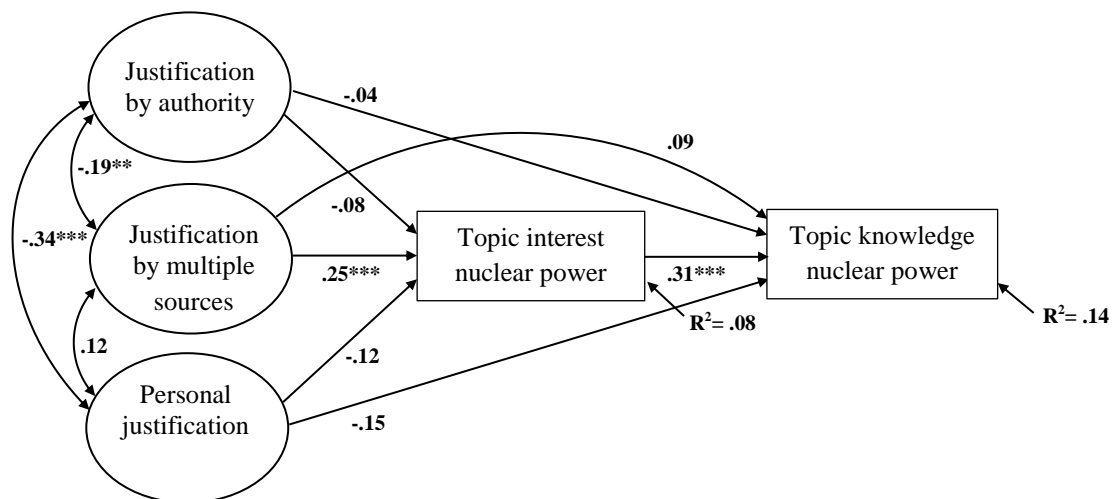 Justification
by authority
-.04
.09
-.19**
-.08
-.34***
Justification
by multiple
sources
.25***
Topic interest
nuclear power
.31***
Topic knowledge
nuclear power
R²= .08
R²= .14
.12
-.12
-.15
Personal
justification